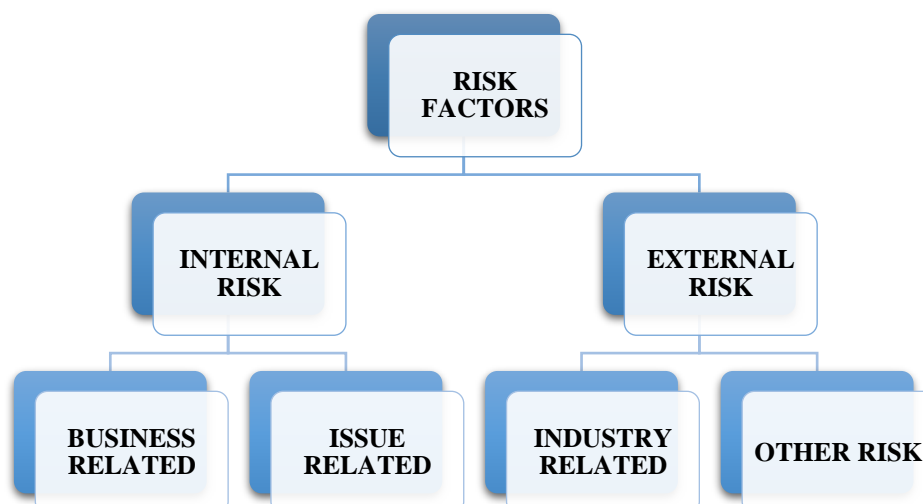 RISK
FACTORS
INTERNAL
RISK
EXTERNAL
RISK
BUSINESS
RELATED
ISSUE
RELATED
INDUSTRY
RELATED
OTHER RISK